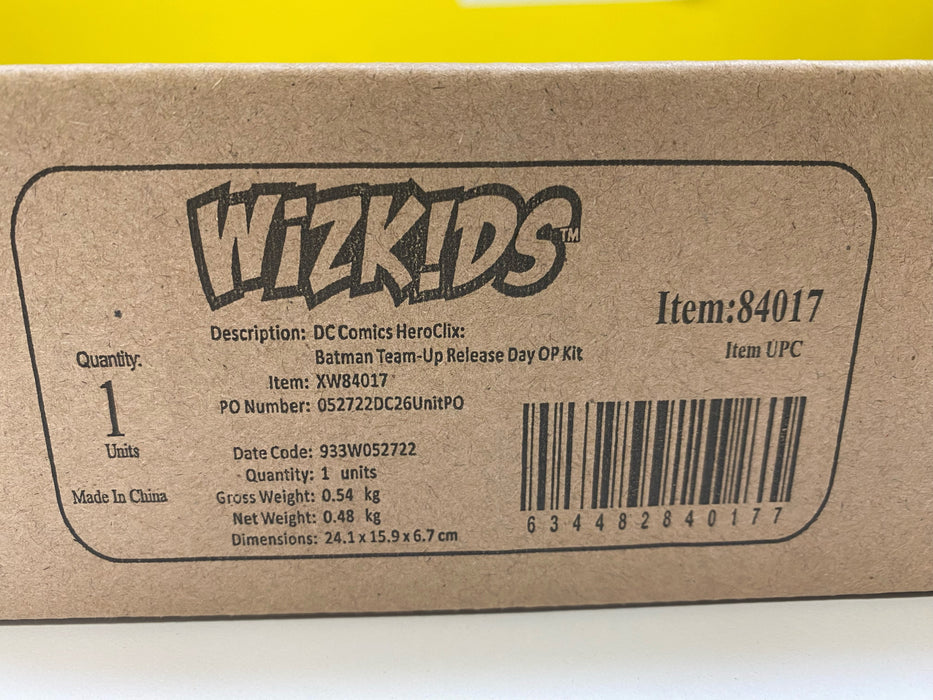 WiZK!DS™
Description: DC Comics HeroClix:
Batman Team-Up Release Day OP Kit
Item: XW84017
PO Number: 052722DC26UnitPO
Date Code: 933W052722
Quantity: 1 units
Gross Weight: 0.54 kg
Net Weight: 0.48 kg
Dimensions: 24.1 x 15.9 x 6.7 cm
Quantity:
1
Units
Made In China
Item:84017
Item UPC
634482840177